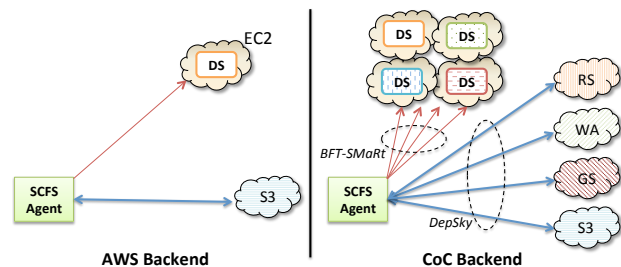 EC2
DS
SCFS
Agent
S3
AWS Backend
DS
DS
DS
DS
BFT-SMaRt
SCFS
Agent
DepSky
RS
WA
GS
S3
CoC Backend